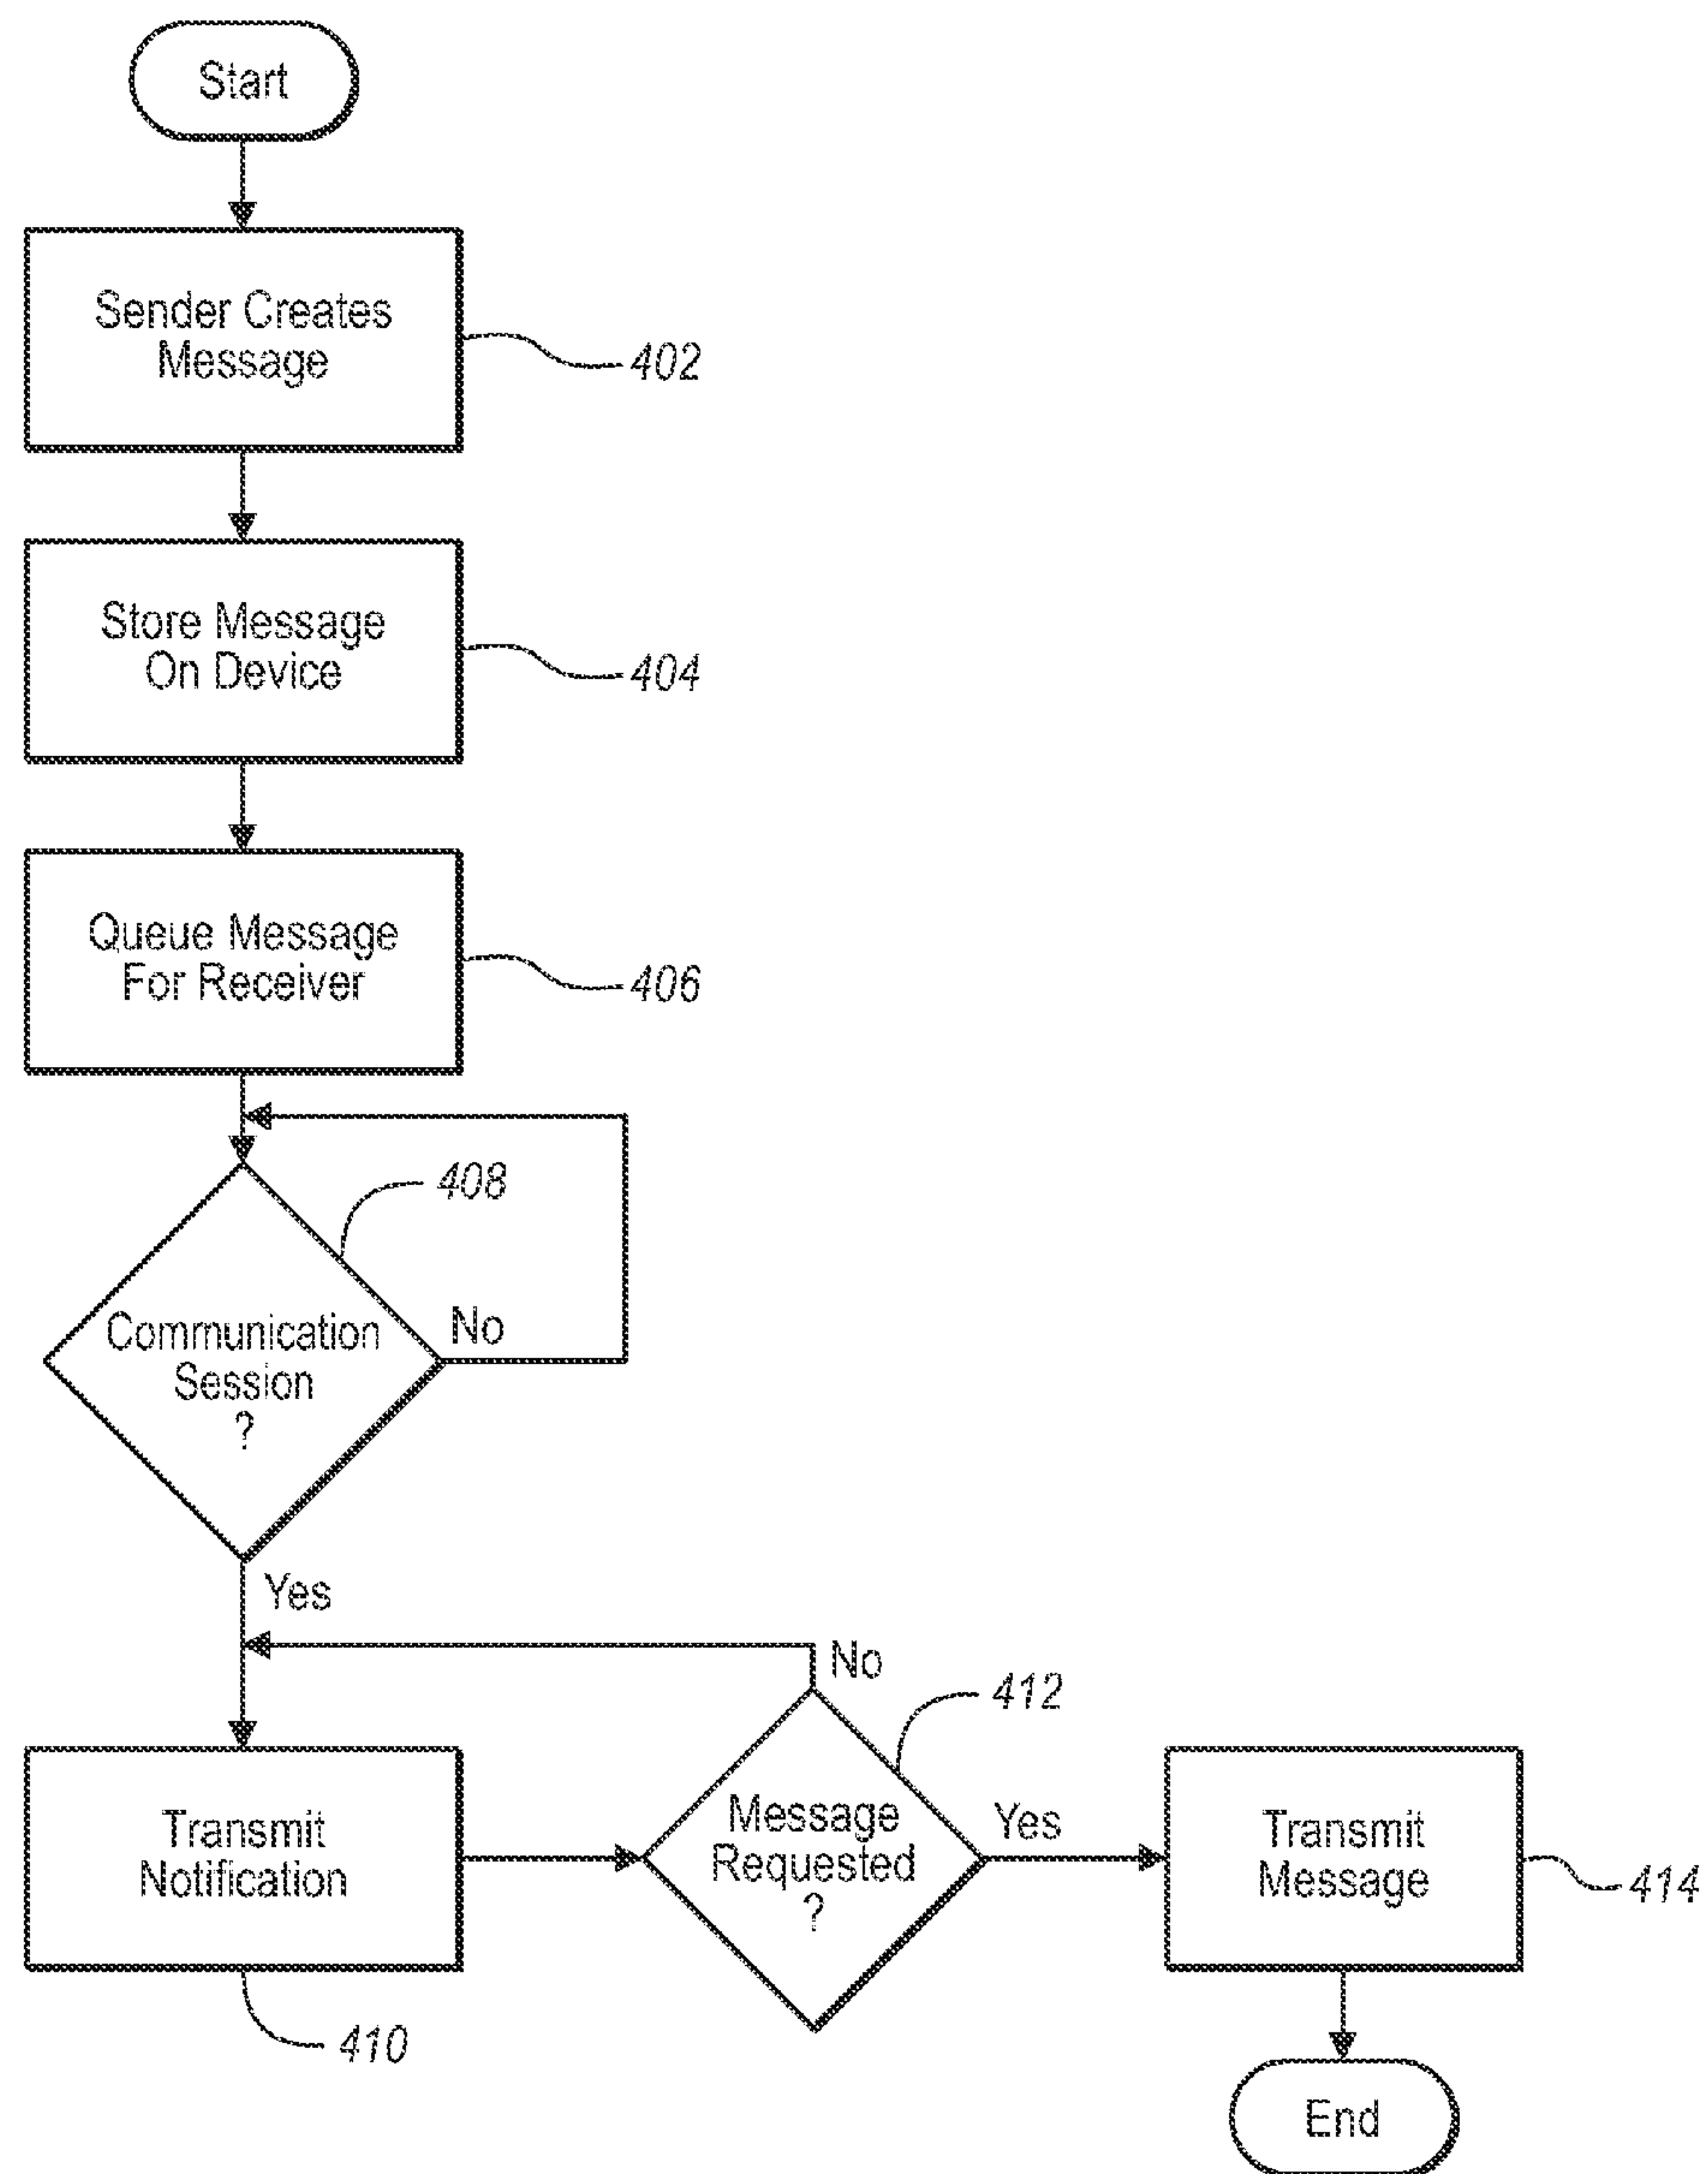 Start
Sender Creates
Message
402
Store Message
On Device
404
Queue Message
For Receiver
406
408
Communication
Session
?
No
Yes
No
412
Transmit
Notification
410
Message
Requested
?
Yes
Transmit
Message
414
End